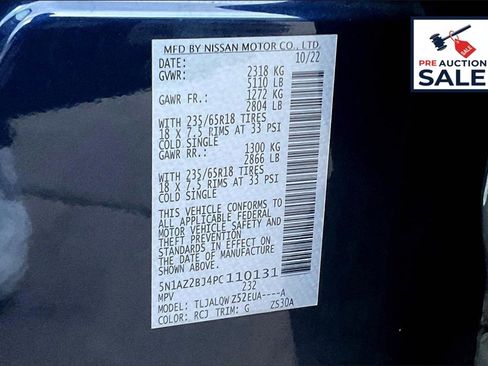 MFD BY NISSAN MOTOR CO., LTD.
DATE: 10/22
GVWR: 2318 KG
5110 LB
GAWR FR.: 1272 KG
2804 LB
WITH 235/65R18 TIRES
18 X 7.5 RIMS AT 33 PSI
COLD SINGLE
GAWR RR.: 1300 KG
2866 LB
WITH 235/65R18 TIRES
18 X 7.5 RIMS AT 33 PSI
COLD SINGLE
THIS VEHICLE CONFORMS TO
ALL APPLICABLE FEDERAL
MOTOR VEHICLE SAFETY AND
THEFT PREVENTION
STANDARDS IN EFFECT ON THE
DATE OF MANUFACTURE
SHOWN ABOVE.
5N1AZ2BJ4PC110131
MPV 232
MODEL: TLJALQW Z52EUA----A
COLOR: RCJ TRIM: G ZS30A
PRE AUCTION
SALE